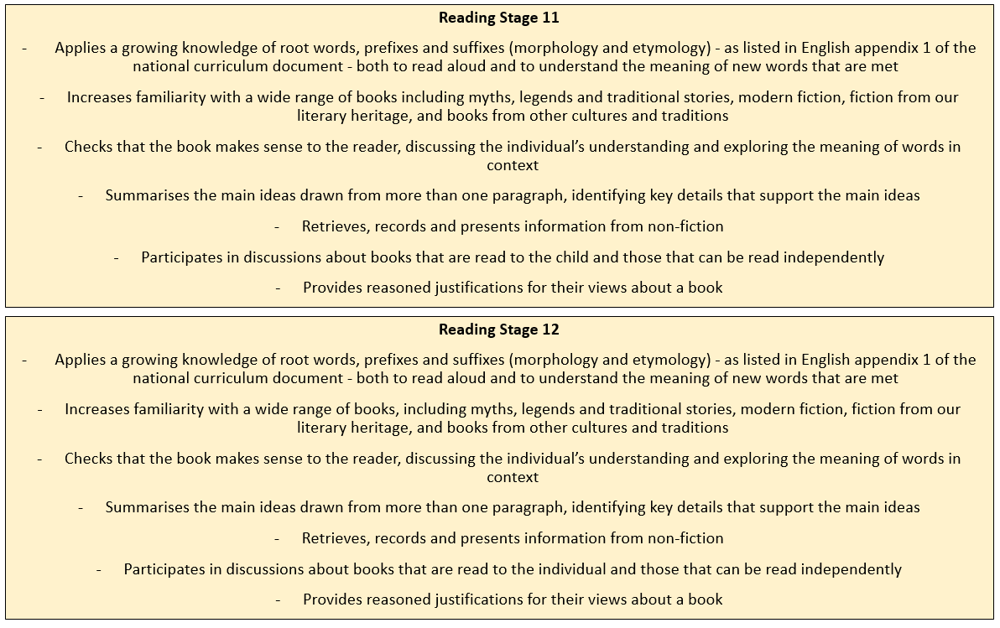 Reading Stage 11
- Applies a growing knowledge of root words, prefixes and suffixes (morphology and etymology) - as listed in English appendix 1 of the
national curriculum document - both to read aloud and to understand the meaning of new words that are met
- Increases familiarity with a wide range of books including myths, legends and traditional stories, modern fiction, fiction from our
literary heritage, and books from other cultures and traditions
- Checks that the book makes sense to the reader, discussing the individual’s understanding and exploring the meaning of words in
context
- Summarises the main ideas drawn from more than one paragraph, identifying key details that support the main ideas
- Retrieves, records and presents information from non-fiction
- Participates in discussions about books that are read to the child and those that can be read independently
- Provides reasoned justifications for their views about a book
Reading Stage 12
- Applies a growing knowledge of root words, prefixes and suffixes (morphology and etymology) - as listed in English appendix 1 of the
national curriculum document - both to read aloud and to understand the meaning of new words that are met
- Increases familiarity with a wide range of books, including myths, legends and traditional stories, modern fiction, fiction from our
literary heritage, and books from other cultures and traditions
- Checks that the book makes sense to the reader, discussing the individual’s understanding and exploring the meaning of words in
context
- Summarises the main ideas drawn from more than one paragraph, identifying key details that support the main ideas
- Retrieves, records and presents information from non-fiction
- Participates in discussions about books that are read to the individual and those that can be read independently
- Provides reasoned justifications for their views about a book